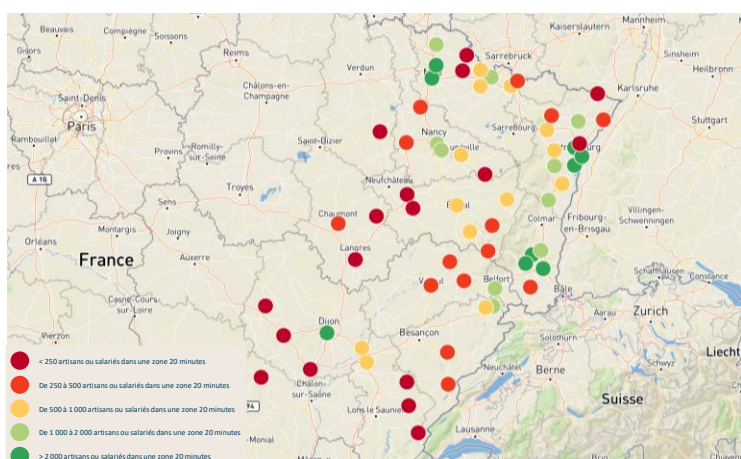 Beauvais
Compiègne
Soissons
Gisors
Reims
Verdun
Kaiserslautern
Mannheim
Sarrebruck
Sinsheim
Heilbronn
Karlsruhe
Châlons-en-
Champagne
Saint-Denis
Paris
Rambouillet
Provins
Romilly-
sur-Seine
Saint-Dizier
Nancy
Sarrebourg
Stuttgart
A 10
Troyes
Neufchâteau
Sens
Chaumont
Colmar
Fribourg-
en-Brisgau
Villingen-
Schwenningen
Montargis
Joigny
Orléans
Auxerre
Langres
France
Belfort
Schaffhausen
Constance
Bâle
Cosne-Cours-
sur-Loire
Dijon
Besançon
Aarau
Zurich
Vierzon
Solothurn
Neuchâtel
Berne
Schwyz
Liecht
Suisse
Châlon-
sur-Saône
Lons le Saunier
Lausanne
94
-Monial
< 250 artisans ou salariés dans une zone 20 minutes
De 250 à 500 artisans ou salariés dans une zone 20 minutes
De 500 à 1 000 artisans ou salariés dans une zone 20 minutes
De 1 000 à 2 000 artisans ou salariés dans une zone 20 minutes
> 2 000 artisans ou salariés dans une zone 20 minutes